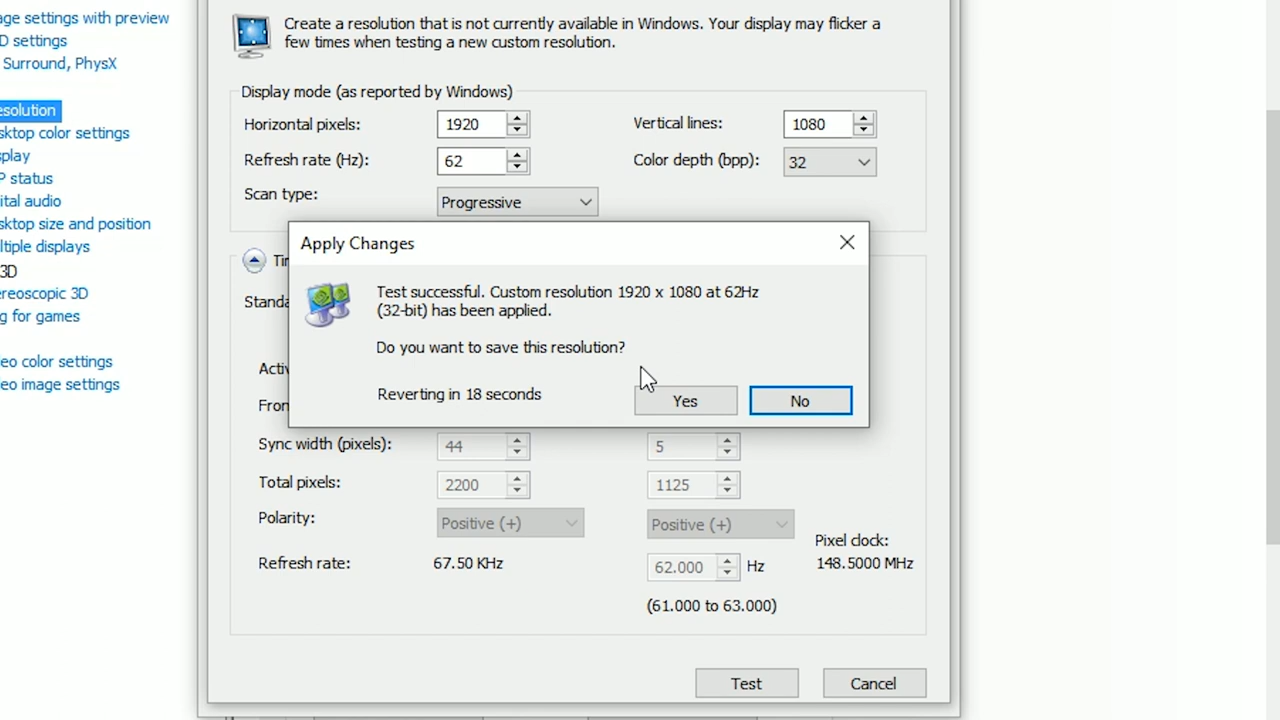 age settings with preview
D settings
Surround, PhysX
esolution
sktop color settings
splay
P status
ital audio
sktop size and position
ltiple displays
3D
ereoscopic 3D
g for games
eo color settings
eo image settings
Create a resolution that is not currently available in Windows. Your display may flicker a
few times when testing a new custom resolution.
Display mode (as reported by Windows)
Horizontal pixels: 1920 Vertical lines: 1080
Refresh rate (Hz): 62 Color depth (bpp): 32
Scan type: Progressive
Apply Changes
Tim
Test successful. Custom resolution 1920 x 1080 at 62Hz
(32-bit) has been applied.
Standa
Do you want to save this resolution?
Activ
Reverting in 18 seconds Yes No
Fron
Sync width (pixels): 44 5
Total pixels: 2200 1125
Polarity: Positive (+) Positive (+)
Pixel clock:
Refresh rate: 67.50 KHz 62.000 Hz 148.5000 MHz
(61.000 to 63.000)
Test Cancel